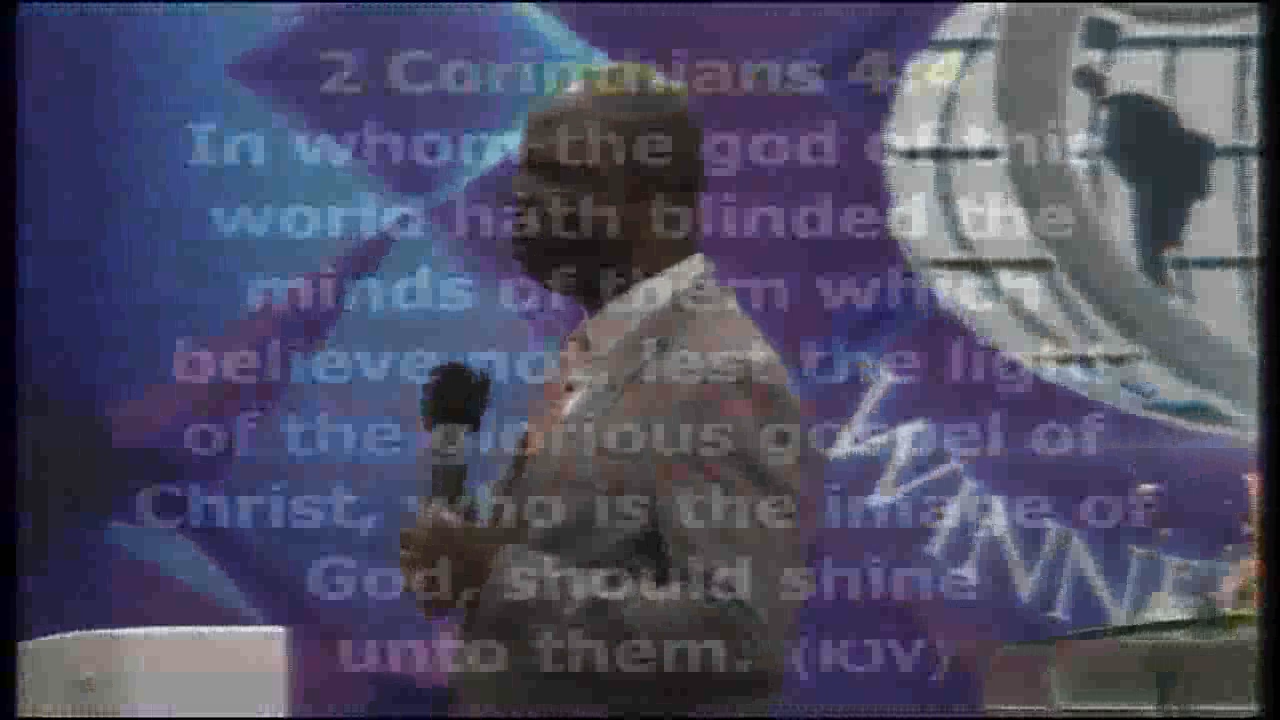 2 Corinthians 4:4
In whom the god of this
world hath blinded the
minds of them which
believe not, lest the light
of the glorious gospel of
Christ, who is the image of
God, should shine
unto them. (KJV)
WINNE